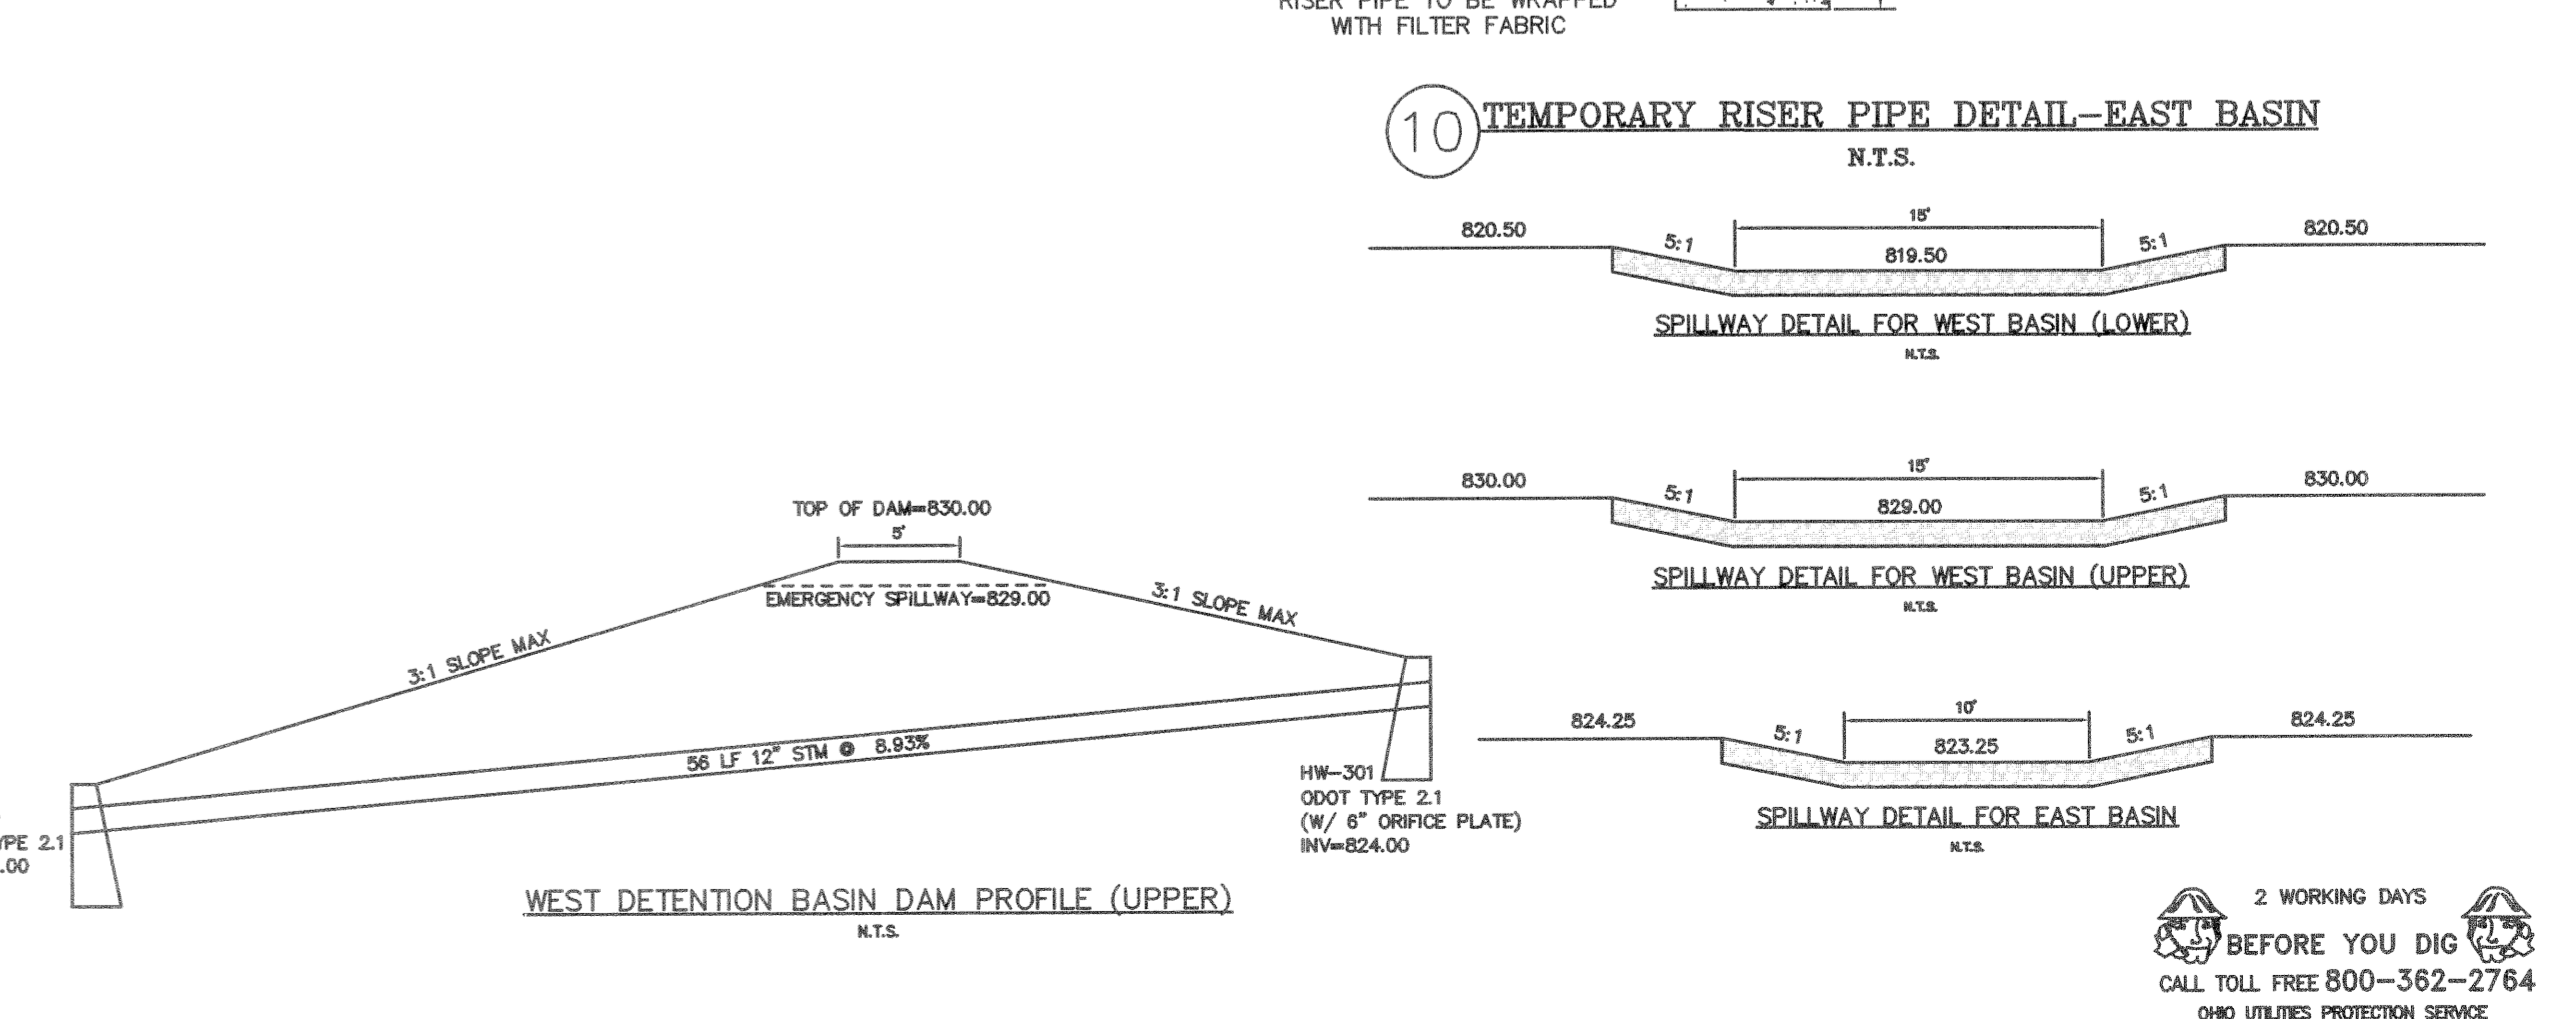 RISER PIPE TO BE WRAPPED
WITH FILTER FABRIC
10 TEMPORARY RISER PIPE DETAIL-EAST BASIN
N.T.S.
820.50 5:1 15' 5:1 820.50
819.50
SPILLWAY DETAIL FOR WEST BASIN (LOWER)
N.T.S.
830.00 5:1 15' 5:1 830.00
829.00
SPILLWAY DETAIL FOR WEST BASIN (UPPER)
N.T.S.
824.25 5:1 10' 5:1 824.25
823.25
SPILLWAY DETAIL FOR EAST BASIN
N.T.S.
TOP OF DAM=830.00
5'
EMERGENCY SPILLWAY=829.00
3:1 SLOPE MAX
3:1 SLOPE MAX
56 LF 12" STM @ 8.93%
HW-301
ODOT TYPE 2.1
(W/ 6" ORIFICE PLATE)
INV=824.00
YPE 2.1
.00
WEST DETENTION BASIN DAM PROFILE (UPPER)
N.T.S.
2 WORKING DAYS
BEFORE YOU DIG
CALL TOLL FREE 800-362-2764
OHIO UTILITIES PROTECTION SERVICE